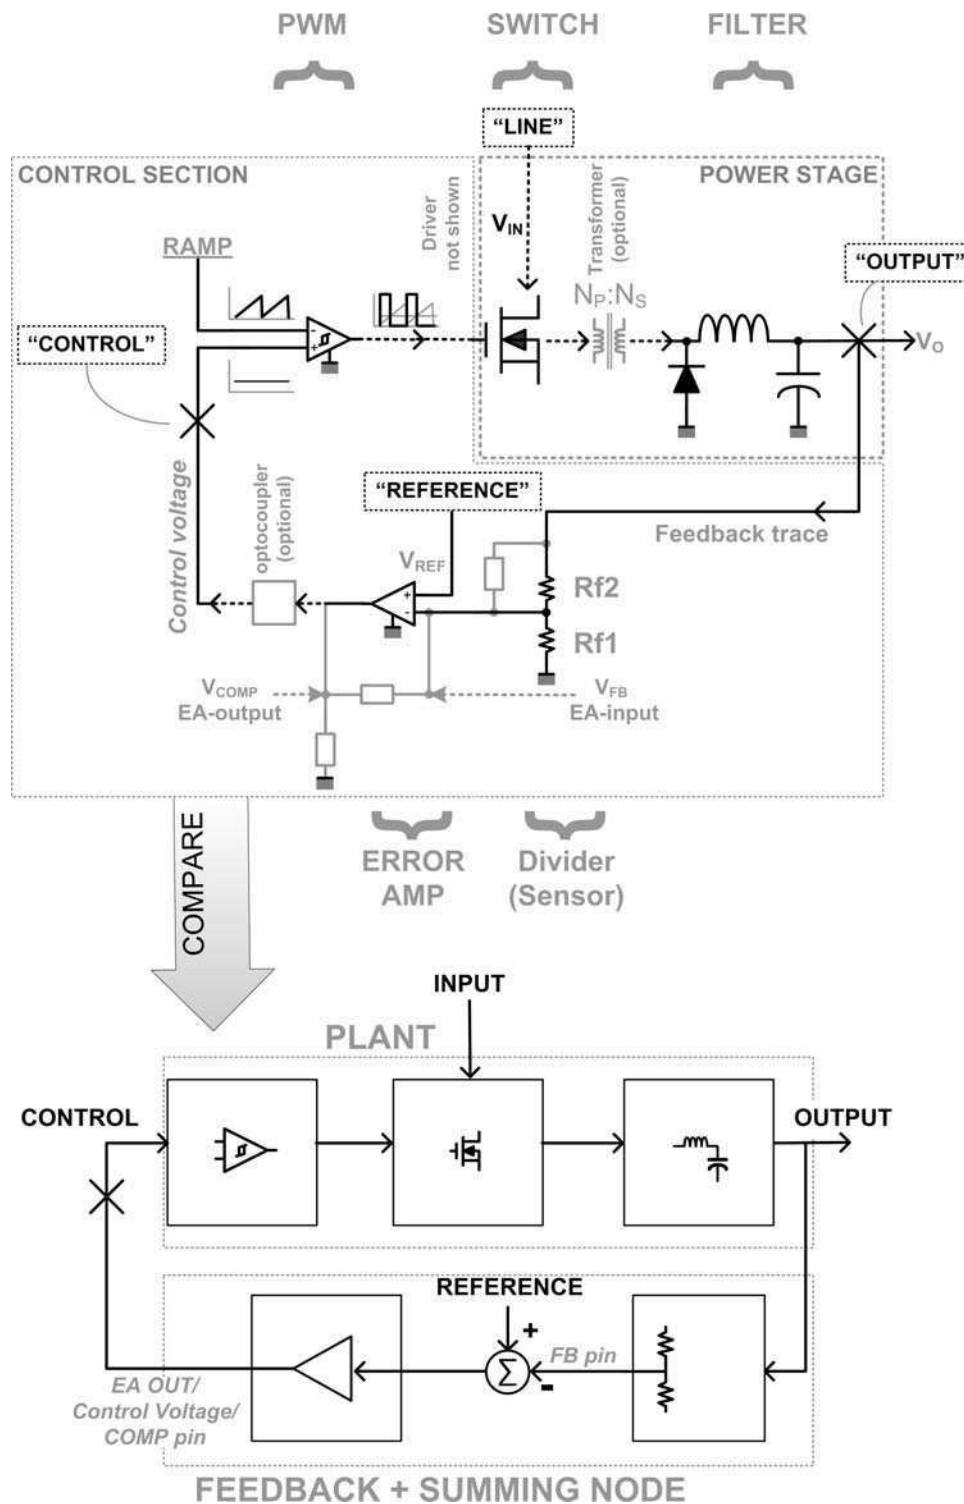 PWM
SWITCH
FILTER
“LINE”
CONTROL SECTION
POWER STAGE
Driver
not shown
VIN
Transformer
(optional)
RAMP
NP:NS
“OUTPUT”
“CONTROL”
-
+
VO
Control voltage
optocoupler
(optional)
“REFERENCE”
VREF
Feedback trace
+
-
Rf2
Rf1
VCOMP
EA-output
VFB
EA-input
ERROR
AMP
Divider
(Sensor)
COMPARE
INPUT
PLANT
CONTROL
OUTPUT
REFERENCE
+
Σ
-
FB pin
EA OUT/
Control Voltage/
COMP pin
FEEDBACK + SUMMING NODE